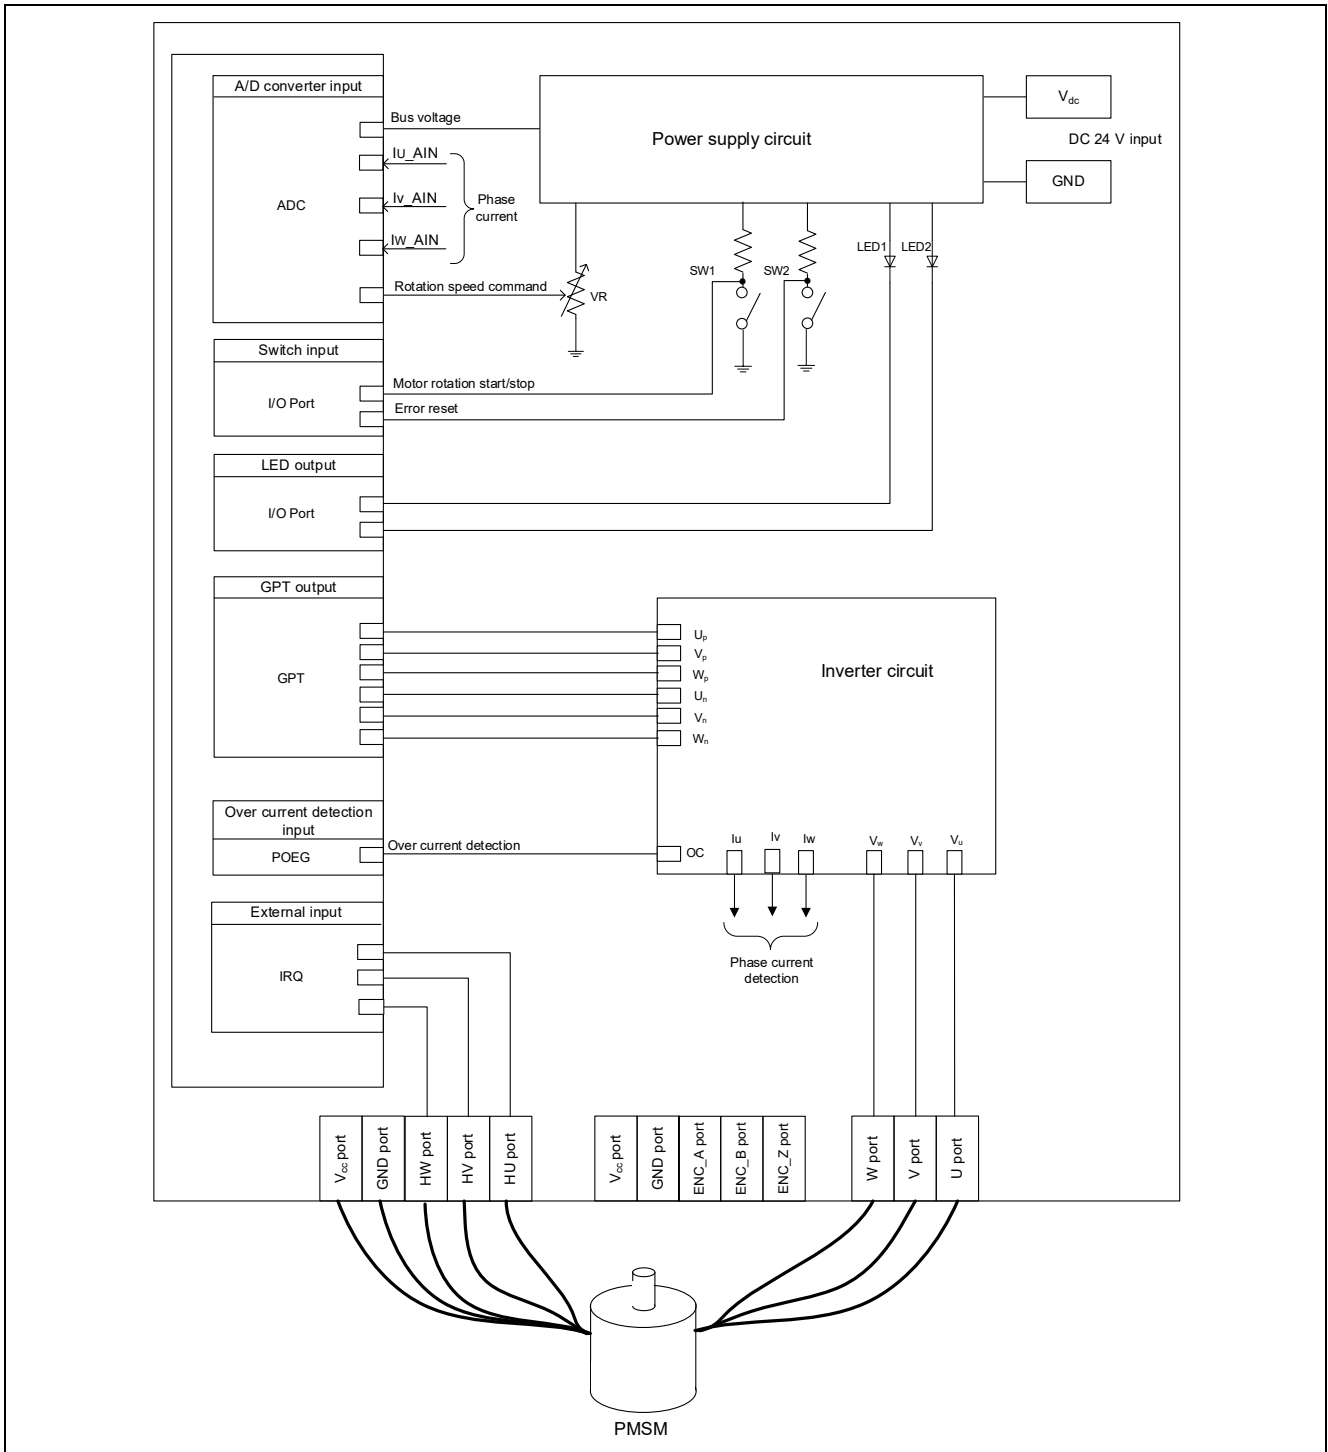 A/D converter input
ADC
Bus voltage
IU_AIN
Iv_AIN
IW_AIN
Phase
current
Rotation speed command
VR
Power supply circuit
Vdc
DC 24 V input
GND
SW1
SW2
LED1
LED2
Switch input
I/O Port
Motor rotation start/stop
Error reset
LED output
I/O Port
GPT output
GPT
Up
Vp
Wp
Un
Vn
Wn
Inverter circuit
Over current detection
input
POEG
Over current detection
OC
Iu
Iv
Iw
Vw
Vv
Vu
Phase current
detection
External input
IRQ
Vcc port
GND port
HW port
HV port
HU port
Vcc port
GND port
ENC_A port
ENC_B port
ENC_Z port
W port
V port
U port
PMSM